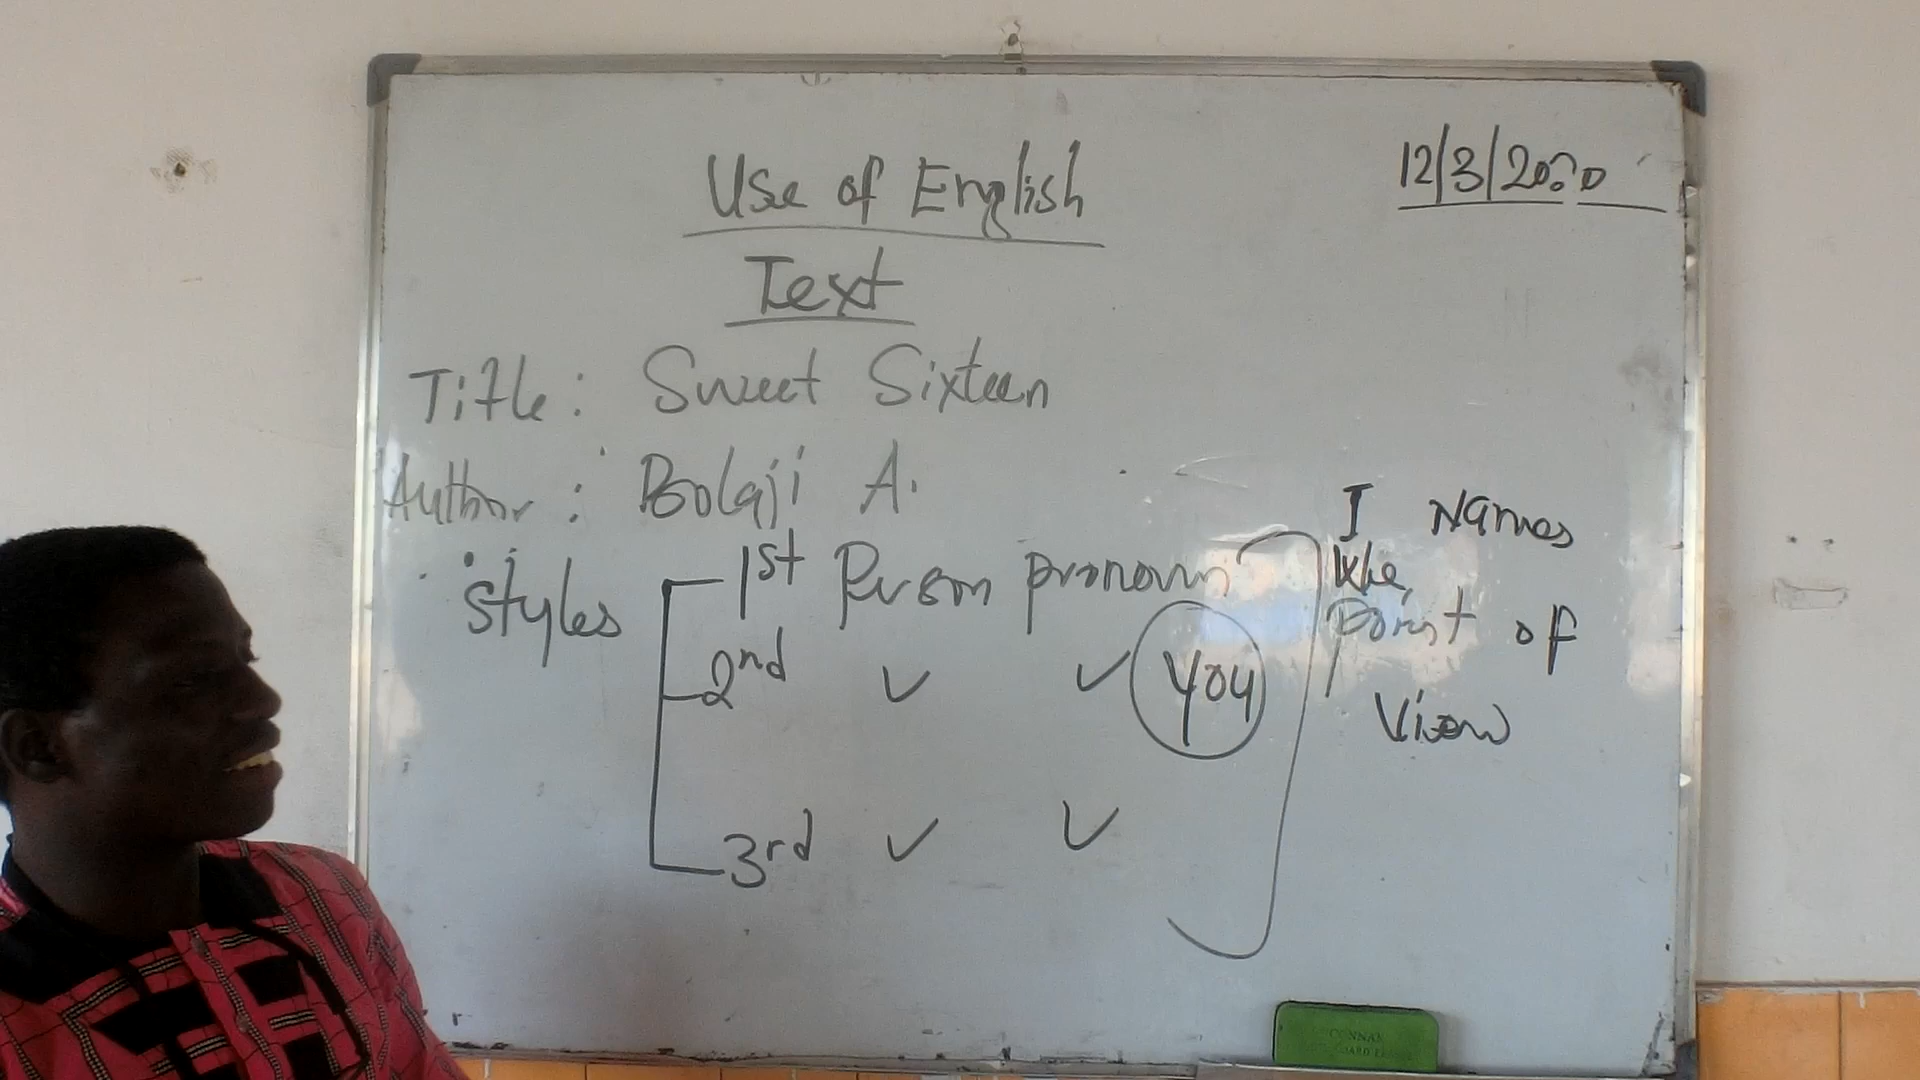 12/3/2020
Use of English
Text
Title: Sweet Sixteen
Author: Bolaji A.
Styles
1st Person pronoun
2nd ✓ ✓ You
3rd ✓ ✓
I Names
We,
Point of
View